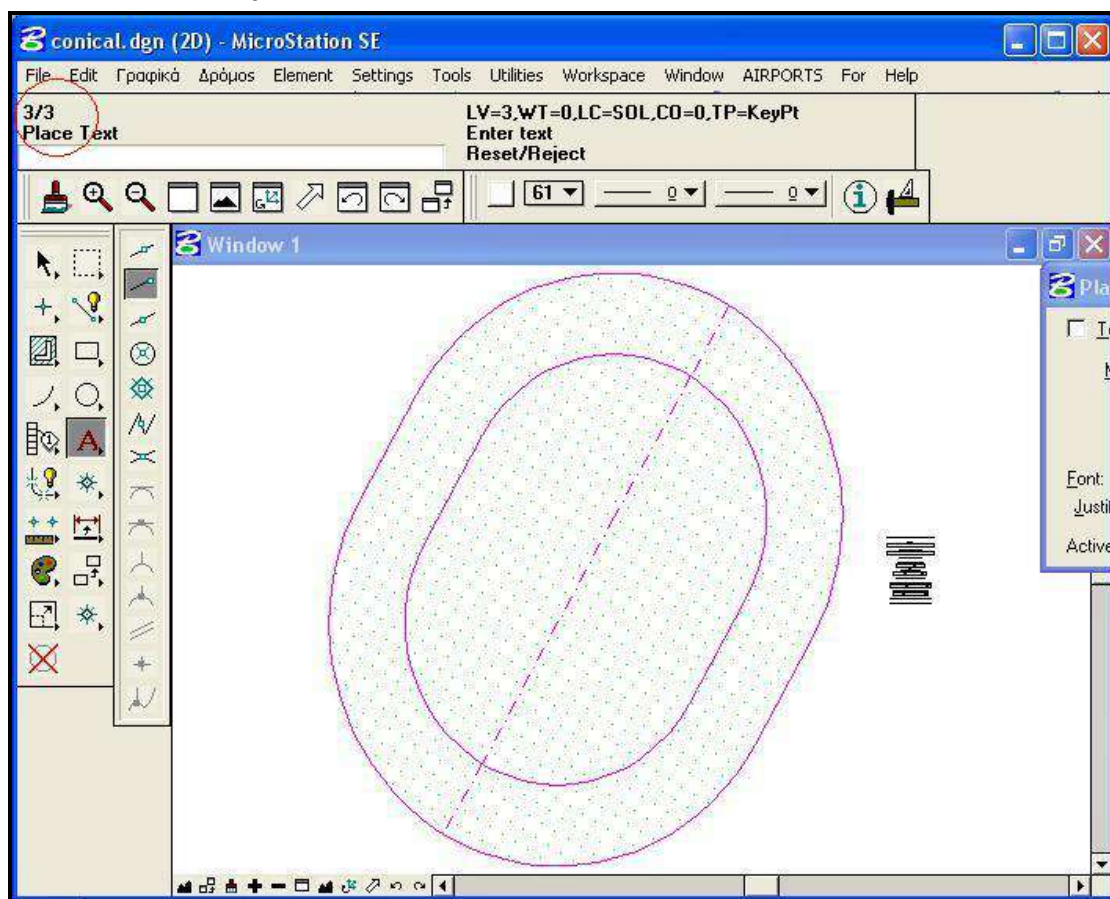 conical.dgn (2D) - MicroStation SE
File Edit Γραφικά Δρόμος Element Settings Tools Utilities Workspace Window AIRPORTS For Help
3/3
Place Text
LV=3,WT=0,LC=SOL,CO=0,TP=KeyPt
Enter text
Reset/Reject
61 0 0
Window 1
Pla
Font:
Justi
Active